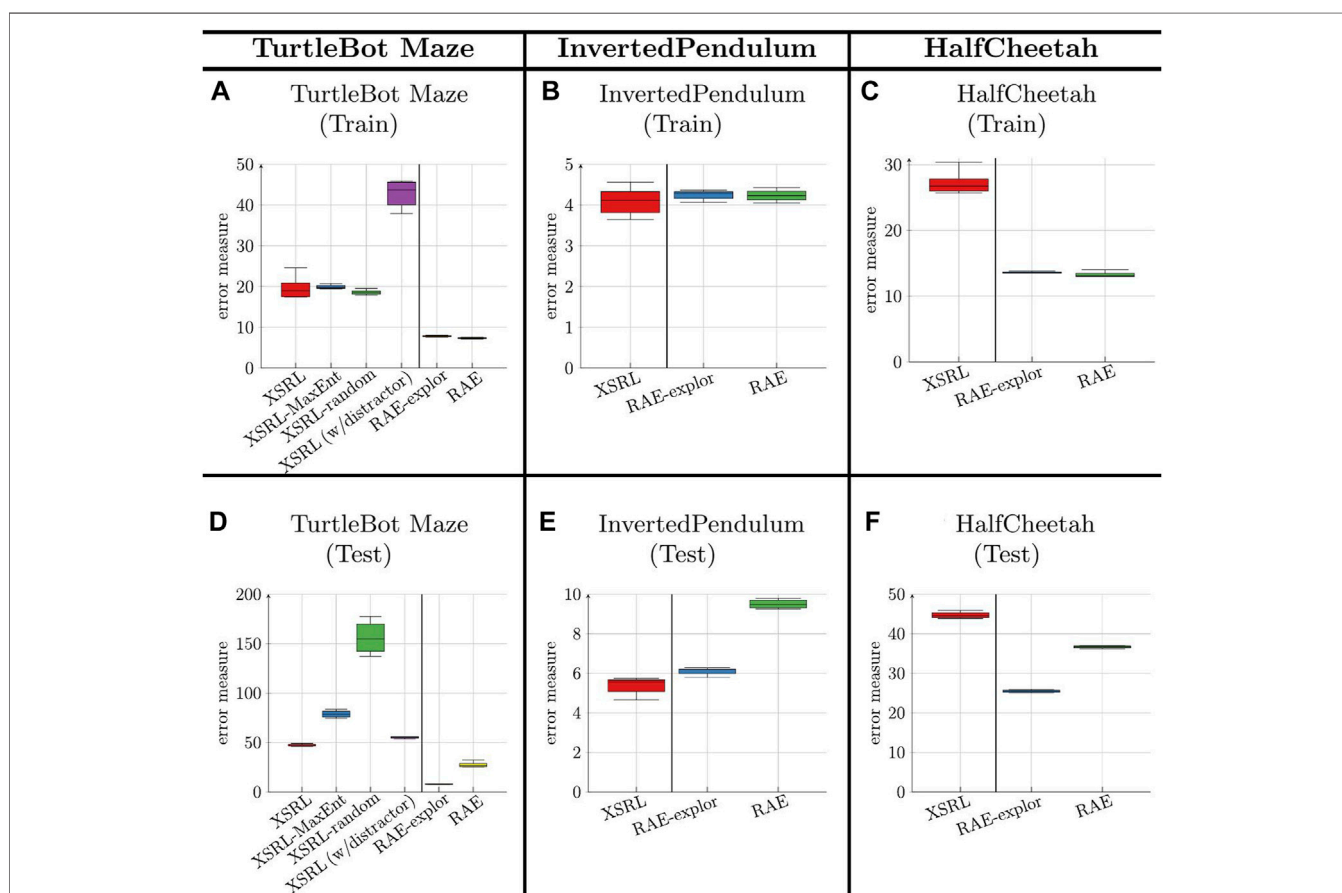 TurtleBot Maze InvertedPendulum HalfCheetah
A TurtleBot Maze
(Train)
error measure
50
40
30
20
10
0
XSRL
XSRL-MaxEnt
XSRL-random
XSRL (w/distractor)
RAE-explor
RAE
B InvertedPendulum
(Train)
error measure
5
4
3
2
1
0
XSRL
RAE-explor
RAE
C HalfCheetah
(Train)
error measure
30
20
10
0
XSRL
RAE-explor
RAE
D TurtleBot Maze
(Test)
error measure
200
150
100
50
0
XSRL
XSRL-MaxEnt
XSRL-random
XSRL (w/distractor)
RAE-explor
RAE
E InvertedPendulum
(Test)
error measure
10
8
6
4
2
0
XSRL
RAE-explor
RAE
F HalfCheetah
(Test)
error measure
50
40
30
20
10
0
XSRL
RAE-explor
RAE